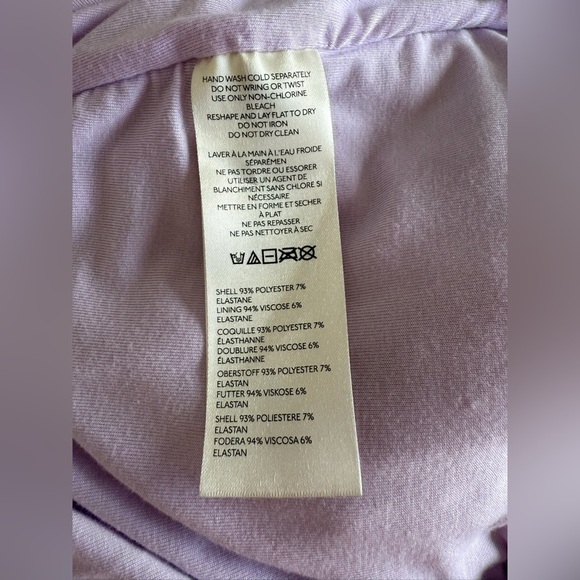 HAND WASH COLD SEPARATELY
DO NOT WRING OR TWIST
USE ONLY NON-CHLORINE
BLEACH
RESHAPE AND LAY FLAT TO DRY
DO NOT IRON
DO NOT DRY CLEAN
LAVER À LA MAIN À L'EAU FROIDE
SÉPARÉMEN
NE PAS TORDRE OU ESSORER
UTILISER UN AGENT DE
BLANCHIMENT SANS CHLORE SI
NÉCESSAIRE
METTRE EN FORME ET SECHER
À PLAT
NE PAS REPASSER
NE PAS NETTOYER À SEC
SHELL 93% POLYESTER 7%
ELASTANE
LINING 94% VISCOSE 6%
ELASTANE
COQUILLE 93% POLYESTER 7%
ÉLASTHANNE
DOUBLURE 94% VISCOSE 6%
ÉLASTHANNE
OBERSTOFF 93% POLYESTER 7%
ELASTAN
FUTTER 94% VISKOSE 6%
ELASTAN
SHELL 93% POLIESTERE 7%
ELASTAN
FODERA 94% VISCOSA 6%
ELASTAN